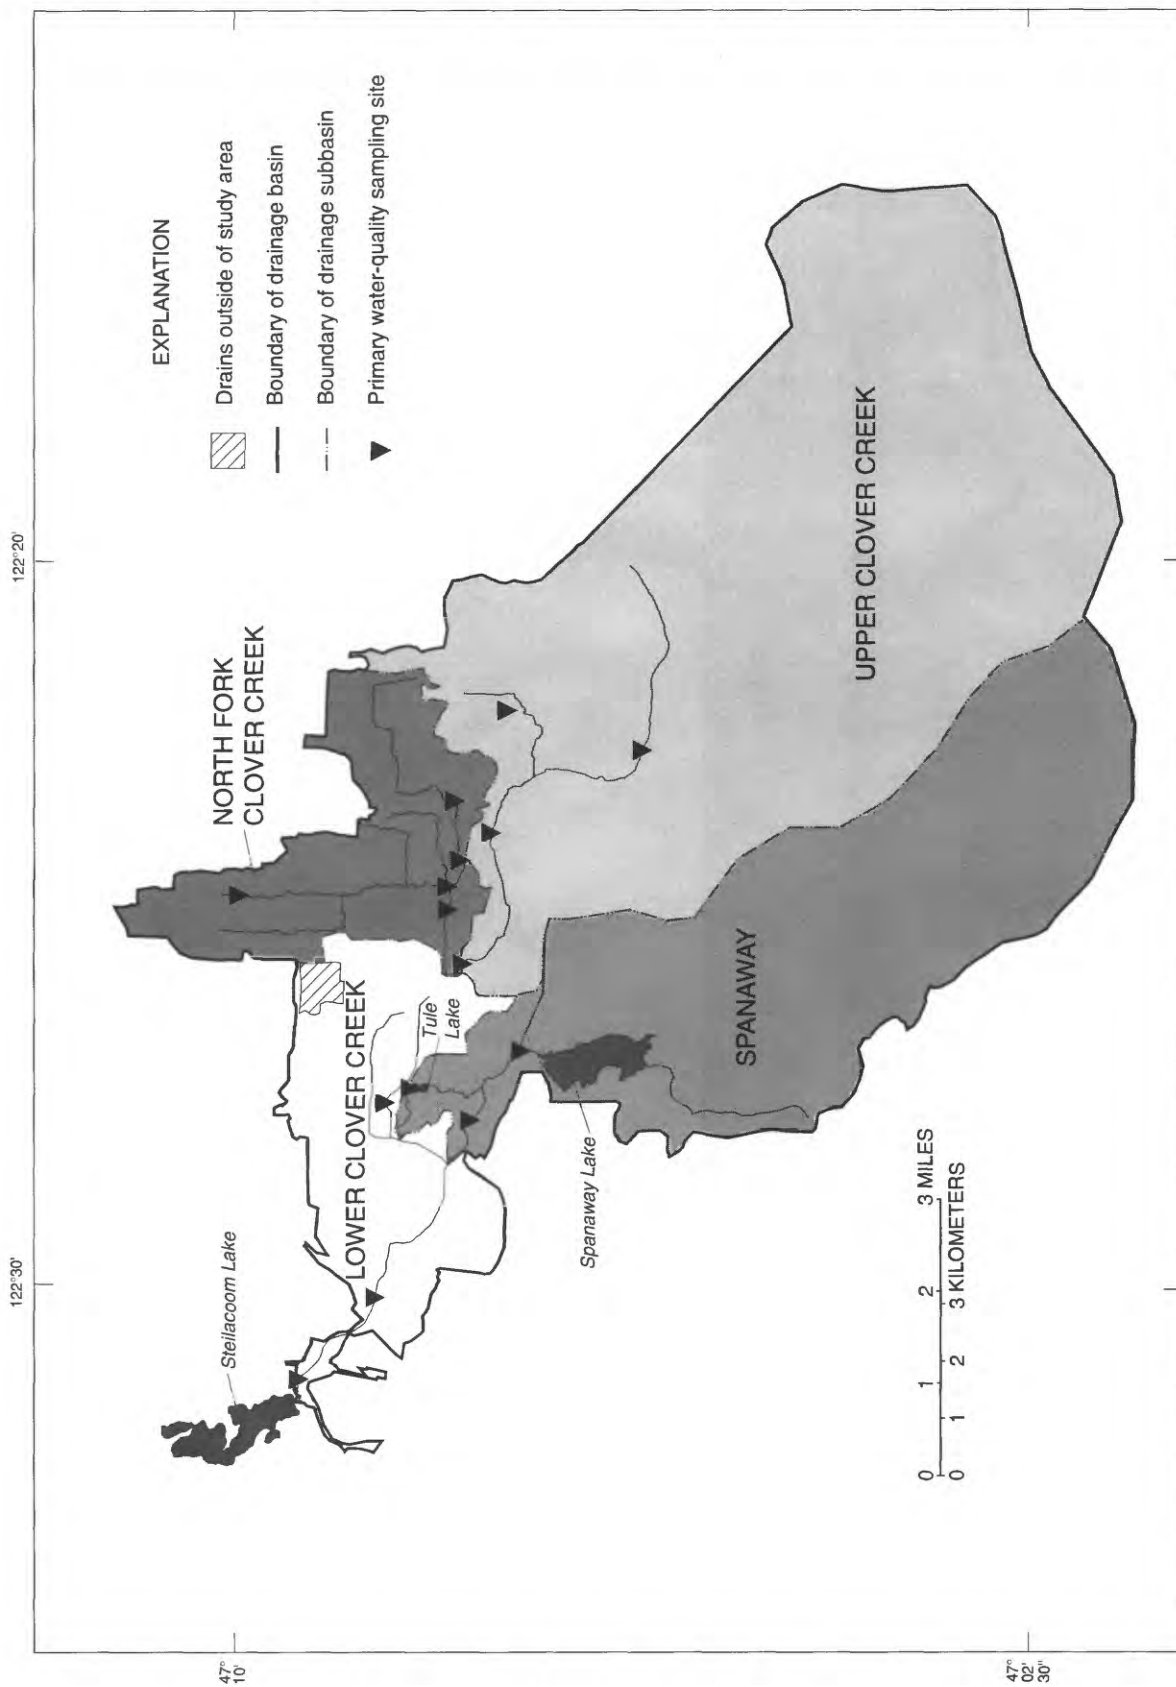 122°30'
122°20'
47°
10'
47°
02'
30"
EXPLANATION
Drains outside of study area
Boundary of drainage basin
Boundary of drainage subbasin
Primary water-quality sampling site
Steilacoom Lake
LOWER CLOVER CREEK
NORTH FORK
CLOVER CREEK
Tule
Lake
Spanaway Lake
SPANAWAY
UPPER CLOVER CREEK
0 1 2 3 MILES
0 1 2 3 KILOMETERS